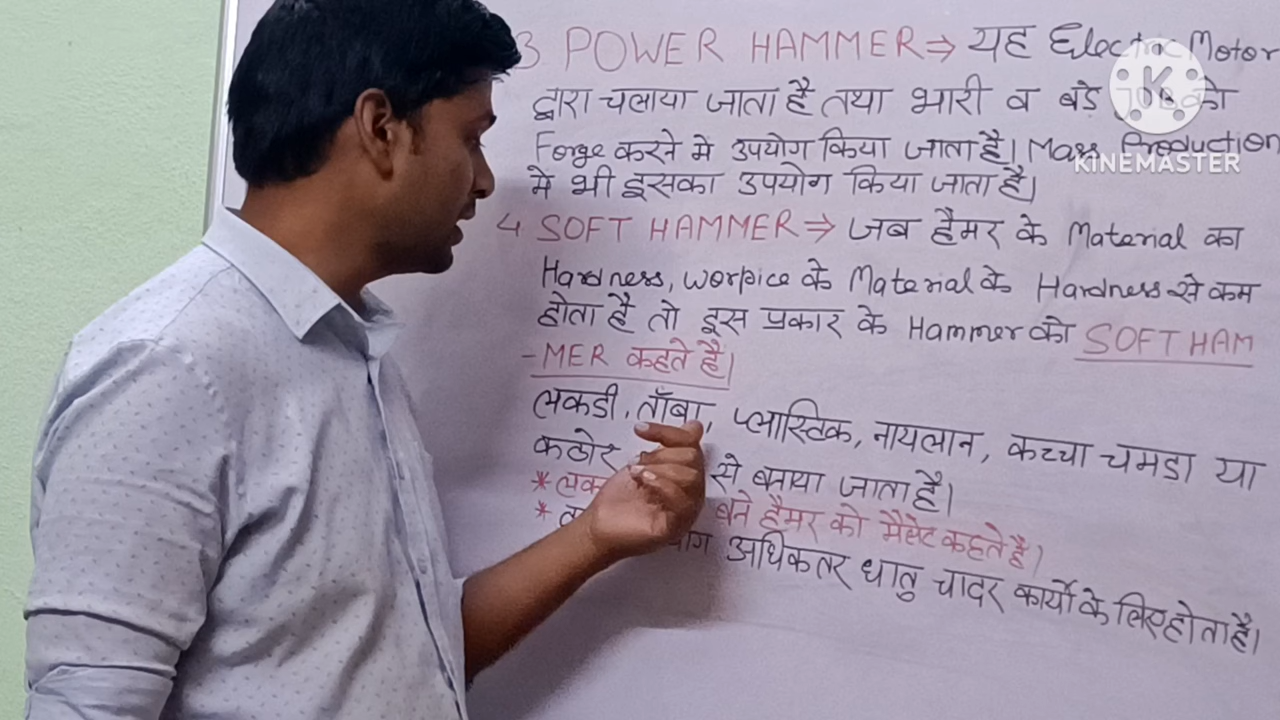 3 POWER HAMMER ⇒ यह Electric Motor
द्वारा चलाया जाता है तथा भारी व बडे को
Forge करने मे उपयोग किया जाता है। Mass Production
मे भी इसका उपयोग किया जाता है।
4 SOFT HAMMER ⇒ जब हैमर के Material का
Hardness, worpice के Material के Hardness से कम
होता है तो इस प्रकार के Hammer को SOFT HAM
-MER कहते है।
लकडी, ताँबा, प्लास्टिक, नायलान, कच्चा चमडा या
कठोर से बनाया जाता है।
* बने हैमर को मैलेट कहते है।
* अधिकतर धातु चादर कार्यो के लिए होता है।
K
KINEMASTER